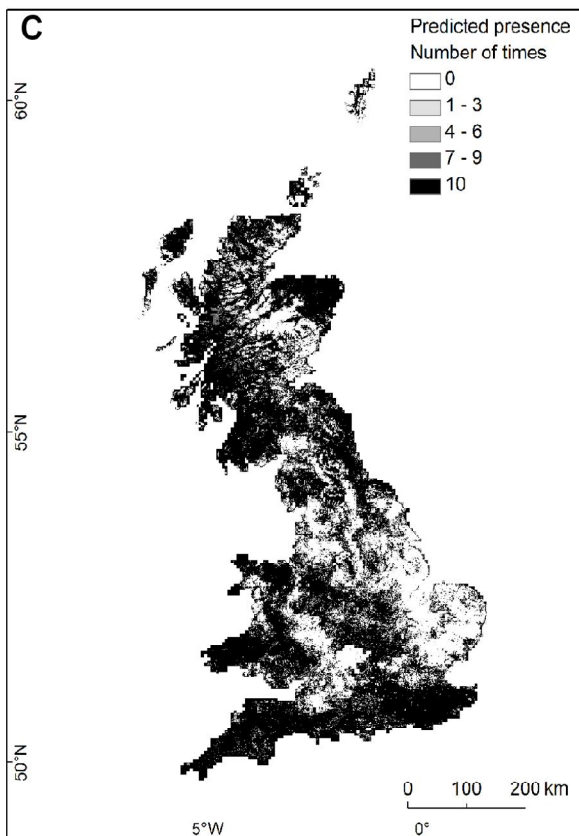 C
Predicted presence
Number of times
0
1 - 3
4 - 6
7 - 9
10
60°N
55°N
50°N
0 100 200 km
5°W 0°